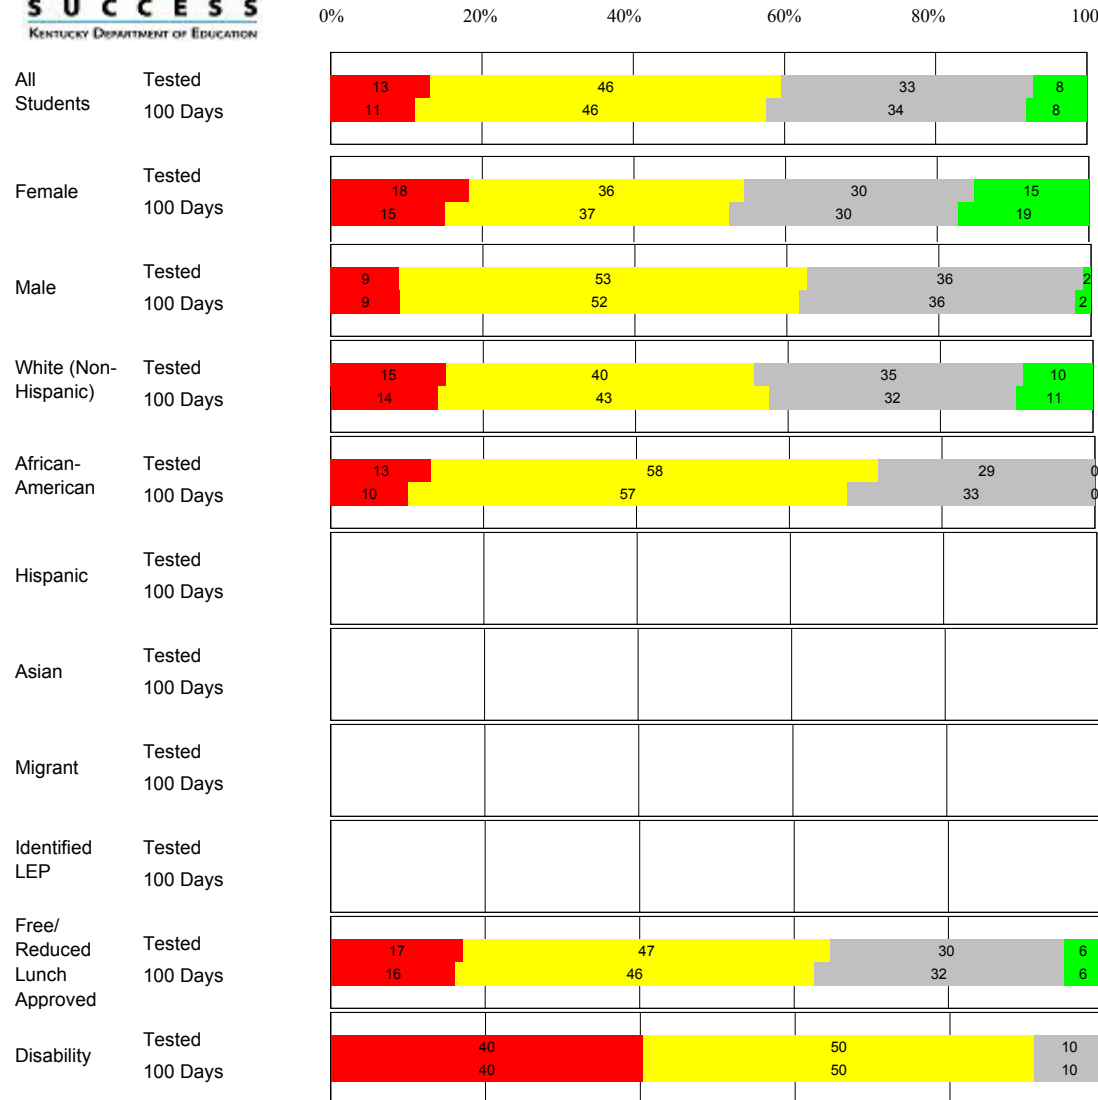 SUCCESS
KENTUCKY DEPARTMENT OF EDUCATION
0% 20% 40% 60% 80% 100
All
Students
Tested
100 Days
13 46 33 8
11 46 34 8
Female
Tested
100 Days
18 36 30 15
15 37 30 19
Male
Tested
100 Days
9 53 36 2
9 52 36 2
White (Non-
Hispanic)
Tested
100 Days
15 40 35 10
14 43 32 11
African-
American
Tested
100 Days
13 58 29 0
10 57 33 0
Hispanic
Tested
100 Days
Asian
Tested
100 Days
Migrant
Tested
100 Days
Identified
LEP
Tested
100 Days
Free/
Reduced
Lunch
Approved
Tested
100 Days
17 47 30 6
16 46 32 6
Disability
Tested
100 Days
40 50 10
40 50 10